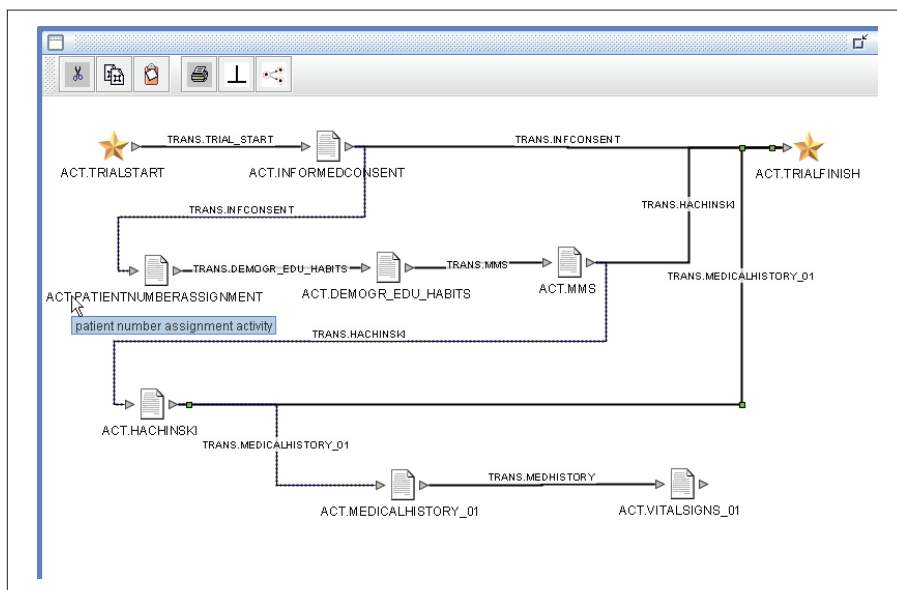 TRANS.TRIAL_START
TRANS.INFCONSENT
ACT.TRIALSTART
ACT.INFORMEDCONSENT
ACT.TRIALFINISH
TRANS.INFCONSENT
TRANS.HACHINSKI
TRANS.DEMOGR_EDU_HABITS
TRANS.MMS
TRANS.MEDICALHISTORY_01
ACT.PATIENTNUMBERASSIGNMENT
ACT.DEMOGR_EDU_HABITS
ACT.MMS
patient number assignment activity
TRANS.HACHINSKI
ACT.HACHINSKI
TRANS.MEDICALHISTORY_01
TRANS.MEDHISTORY
ACT.MEDICALHISTORY_01
ACT.VITALSIGNS_01